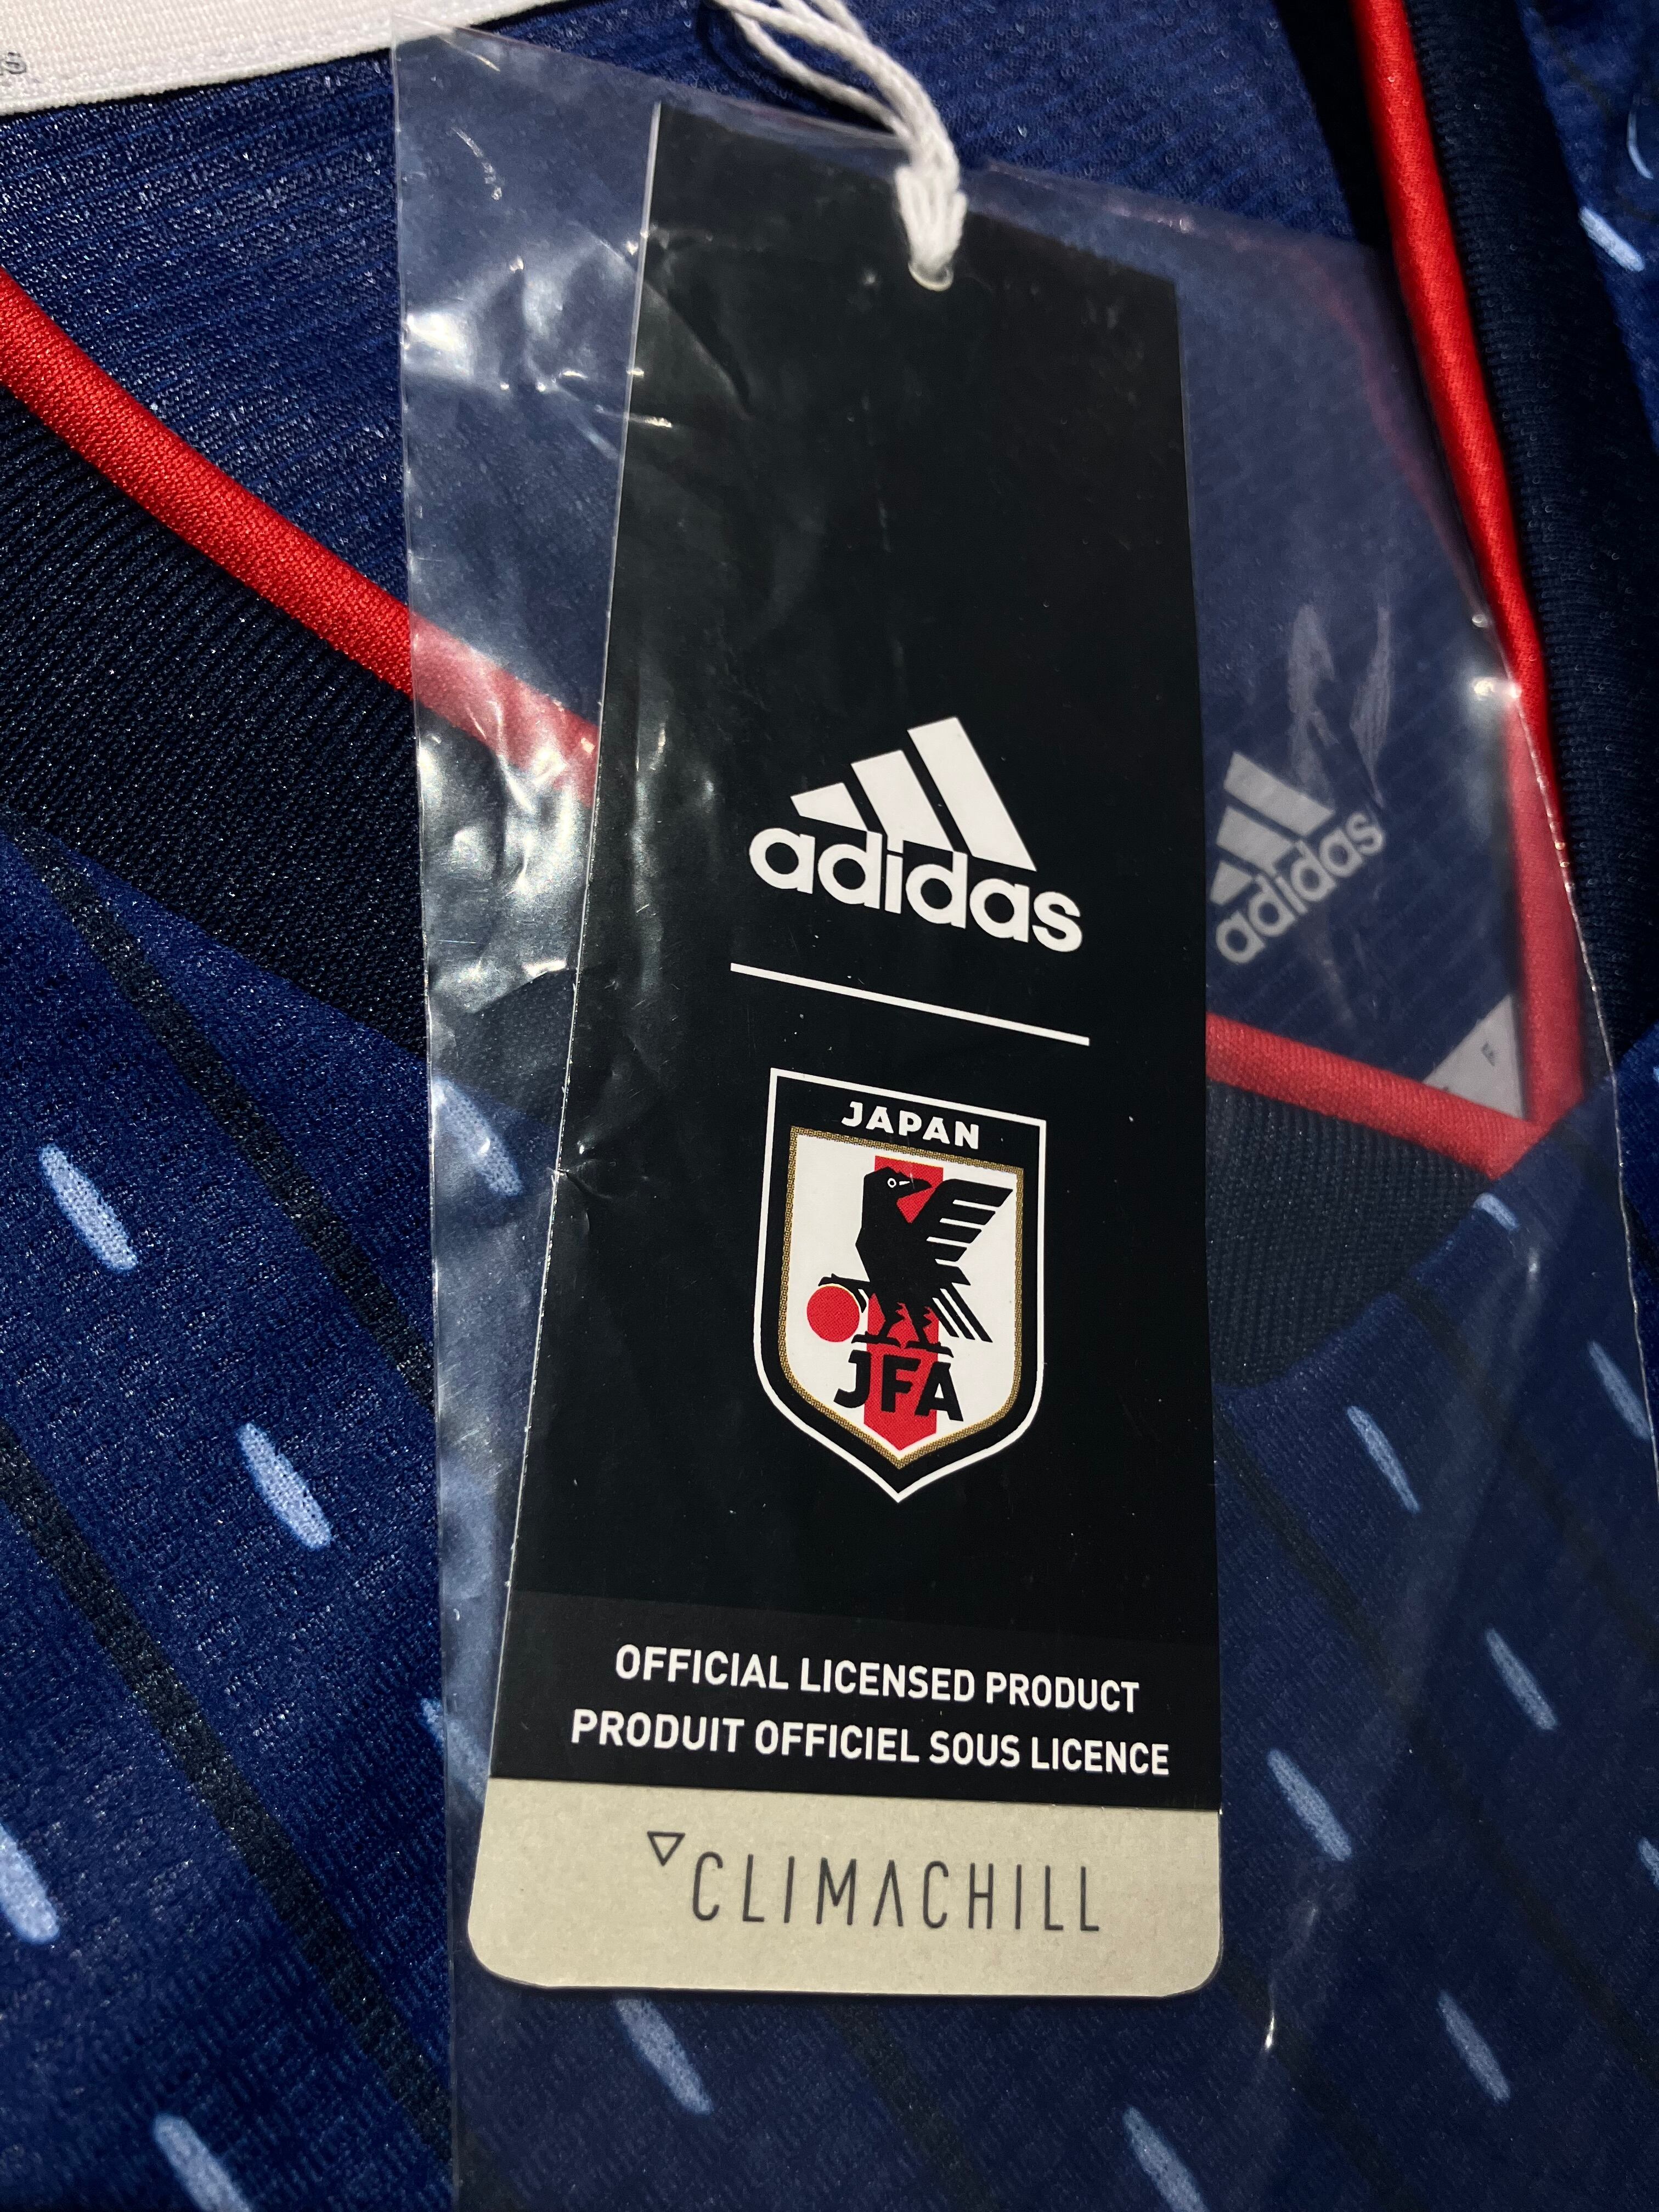 adidas
adidas
JAPAN
JFA
OFFICIAL LICENSED PRODUCT
PRODUIT OFFICIEL SOUS LICENCE
CLIMACHILL